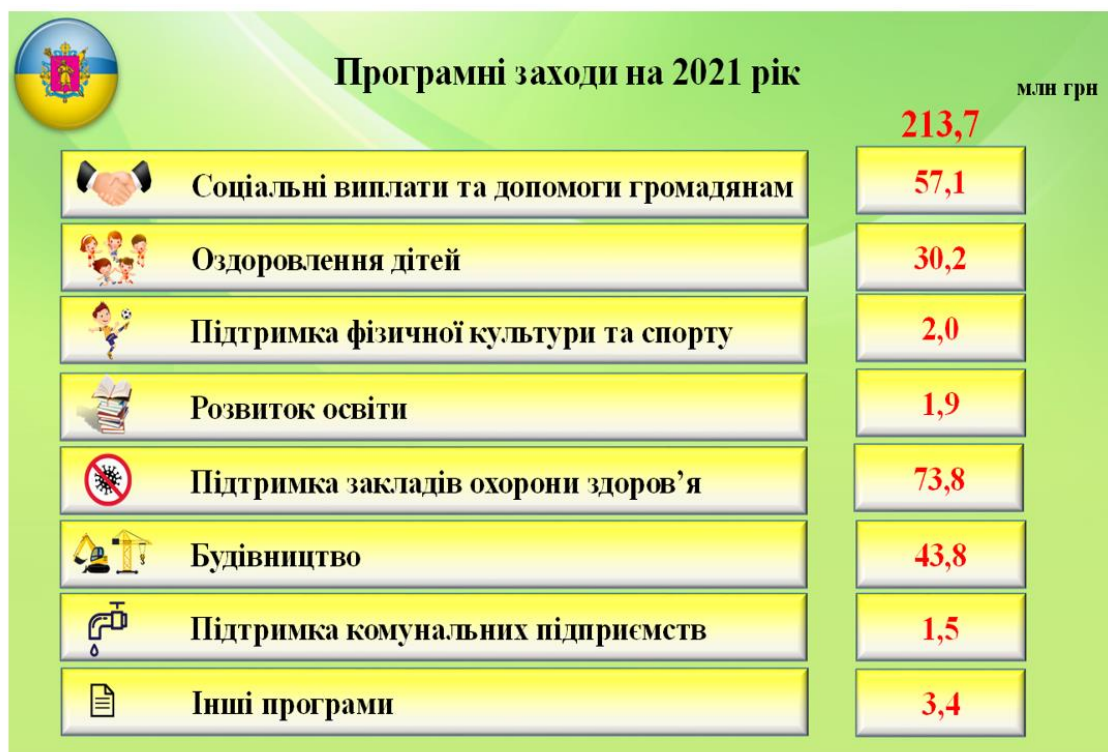 Програмні заходи на 2021 рік
млн грн
213,7
Соціальні виплати та допомоги громадянам 57,1
Оздоровлення дітей 30,2
Підтримка фізичної культури та спорту 2,0
Розвиток освіти 1,9
Підтримка закладів охорони здоров’я 73,8
Будівництво 43,8
Підтримка комунальних підприємств 1,5
Інші програми 3,4